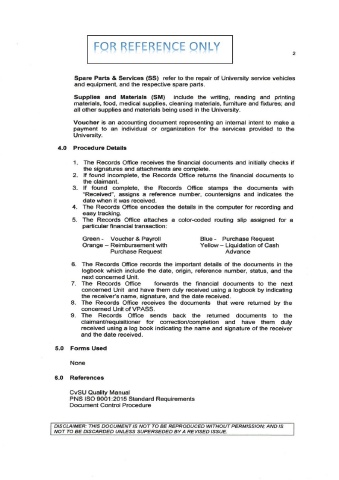 FOR REFERENCE ONLY
2
Spare Parts & Services (SS) refer to the repair of University service vehicles
and equipment, and the respective spare parts.
Supplies and Materials (SM) include the writing, reading and printing
materials, food, medical supplies, cleaning materials, furniture and fixtures; and
all other supplies and materials being used in the University.
Voucher is an accounting document representing an internal intent to make a
payment to an individual or organization for the services provided to the
University.
4.0 Procedure Details
1. The Records Office receives the financial documents and initially checks if
the signatures and attachments are complete.
2. If found incomplete, the Records Office returns the financial documents to
the claimant.
3. If found complete, the Records Office stamps the documents with
"Received", assigns a reference number, countersigns and indicates the
date when it was received.
4. The Records Office encodes the details in the computer for recording and
easy tracking.
5. The Records Office attaches a color-coded routing slip assigned for a
particular financial transaction:
Green - Voucher & Payroll Blue - Purchase Request
Orange – Reimbursement with Yellow – Liquidation of Cash
Purchase Request Advance
6. The Records Office records the important details of the documents in the
logbook which include the date, origin, reference number, status, and the
next concerned Unit.
7. The Records Office forwards the financial documents to the next
concerned Unit and have them duly received using a logbook by indicating
the receiver's name, signature, and the date received.
8. The Records Office receives the documents that were returned by the
concerned Unit of VPASS.
9. The Records Office sends back the returned documents to the
claimant/requisitioner for correction/completion and have them duly
received using a log book indicating the name and signature of the receiver
and the date received.
5.0 Forms Used
None
6.0 References
CvSU Quality Manual
PNS ISO 9001:2015 Standard Requirements
Document Control Procedure
DISCLAIMER: THIS DOCUMENT IS NOT TO BE REPRODUCED WITHOUT PERMISSION; AND IS
NOT TO BE DISCARDED UNLESS SUPERSEDED BY A REVISED ISSUE.